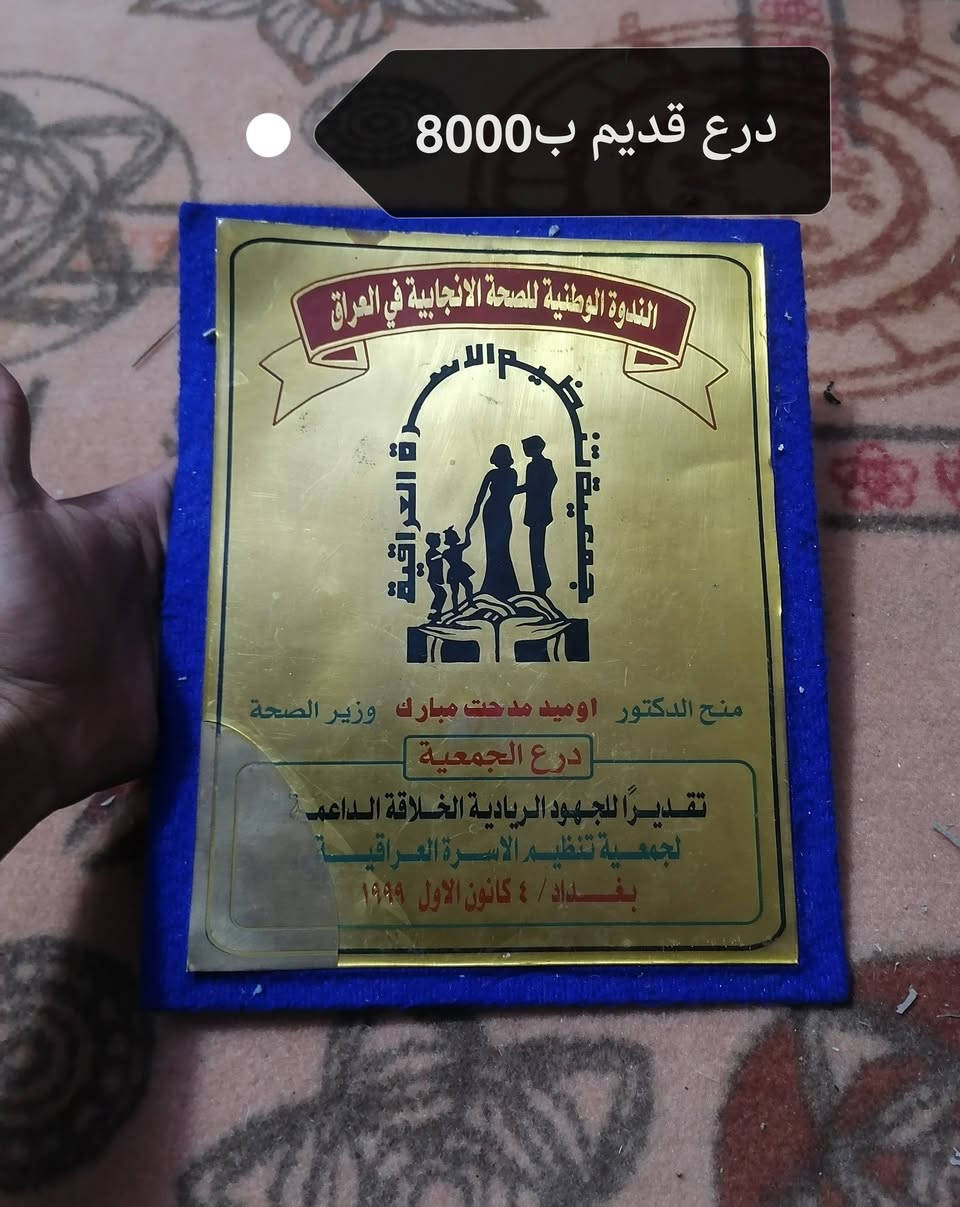 درع قديم ب8000
الندوة الوطنية للصحة الانجابية في العراق
جمعية تنظيم الاسرة العراقية
منح الدكتور اوميد مدحت مبارك وزير الصحة
درع الجمعية
تقديرًا للجهود الريادية الخلاقة الداعمة
لجمعية تنظيم الاسرة العراقية
بغداد / ٤ كانون الاول ١٩٩٩